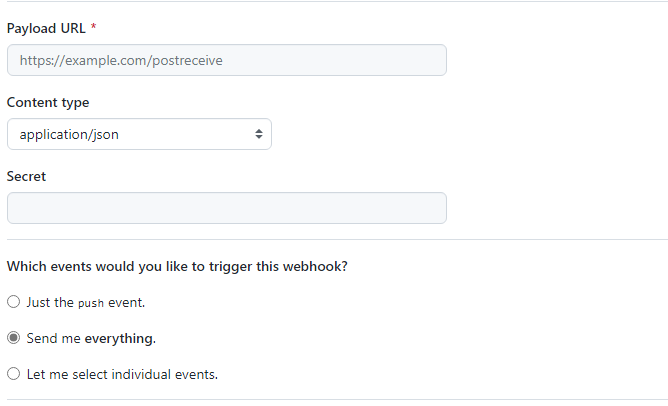 Payload URL *
https://example.com/postreceive
Content type
application/json
Secret
Which events would you like to trigger this webhook?
Just the push event.
Send me everything.
Let me select individual events.